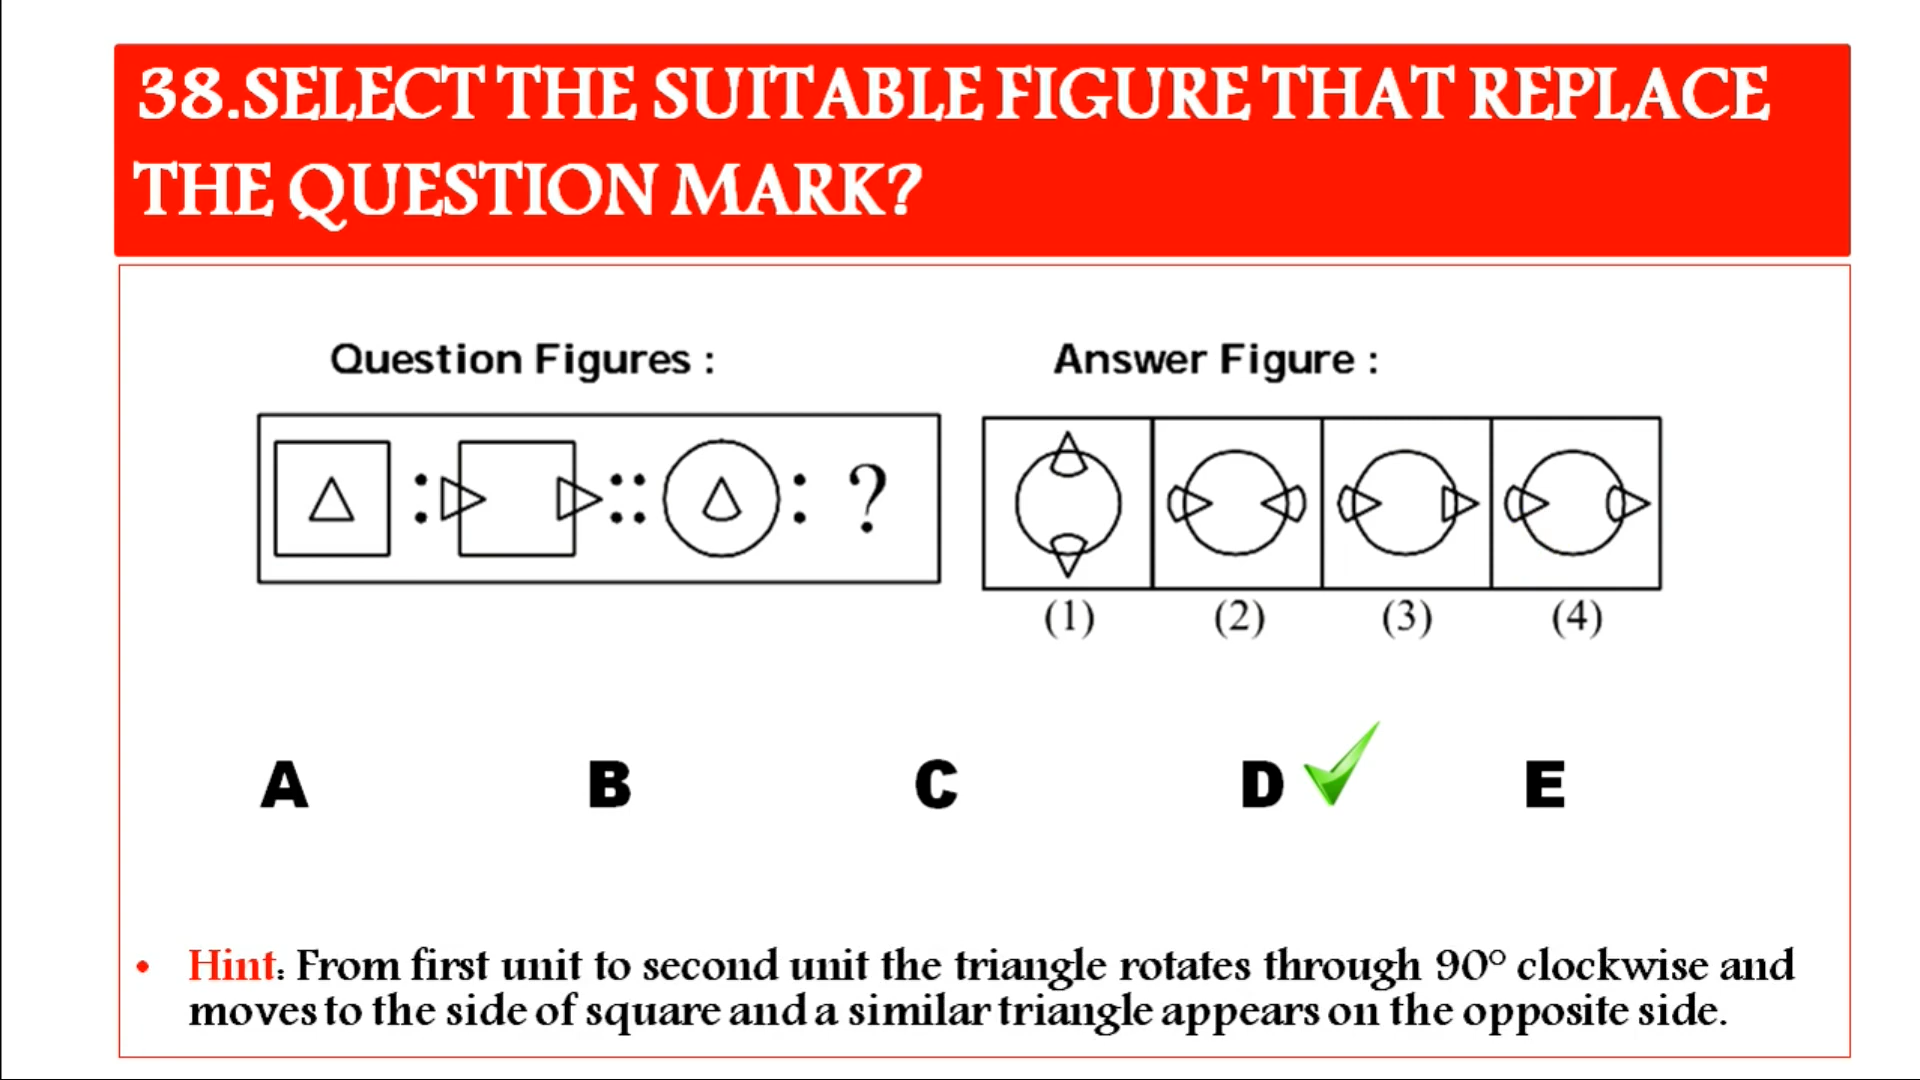 38.SELECT THE SUITABLE FIGURE THAT REPLACE
THE QUESTION MARK?
Question Figures :
Answer Figure :
: :: : ?
(1) (2) (3) (4)
A B C D E
• Hint: From first unit to second unit the triangle rotates through 90° clockwise and
moves to the side of square and a similar triangle appears on the opposite side.